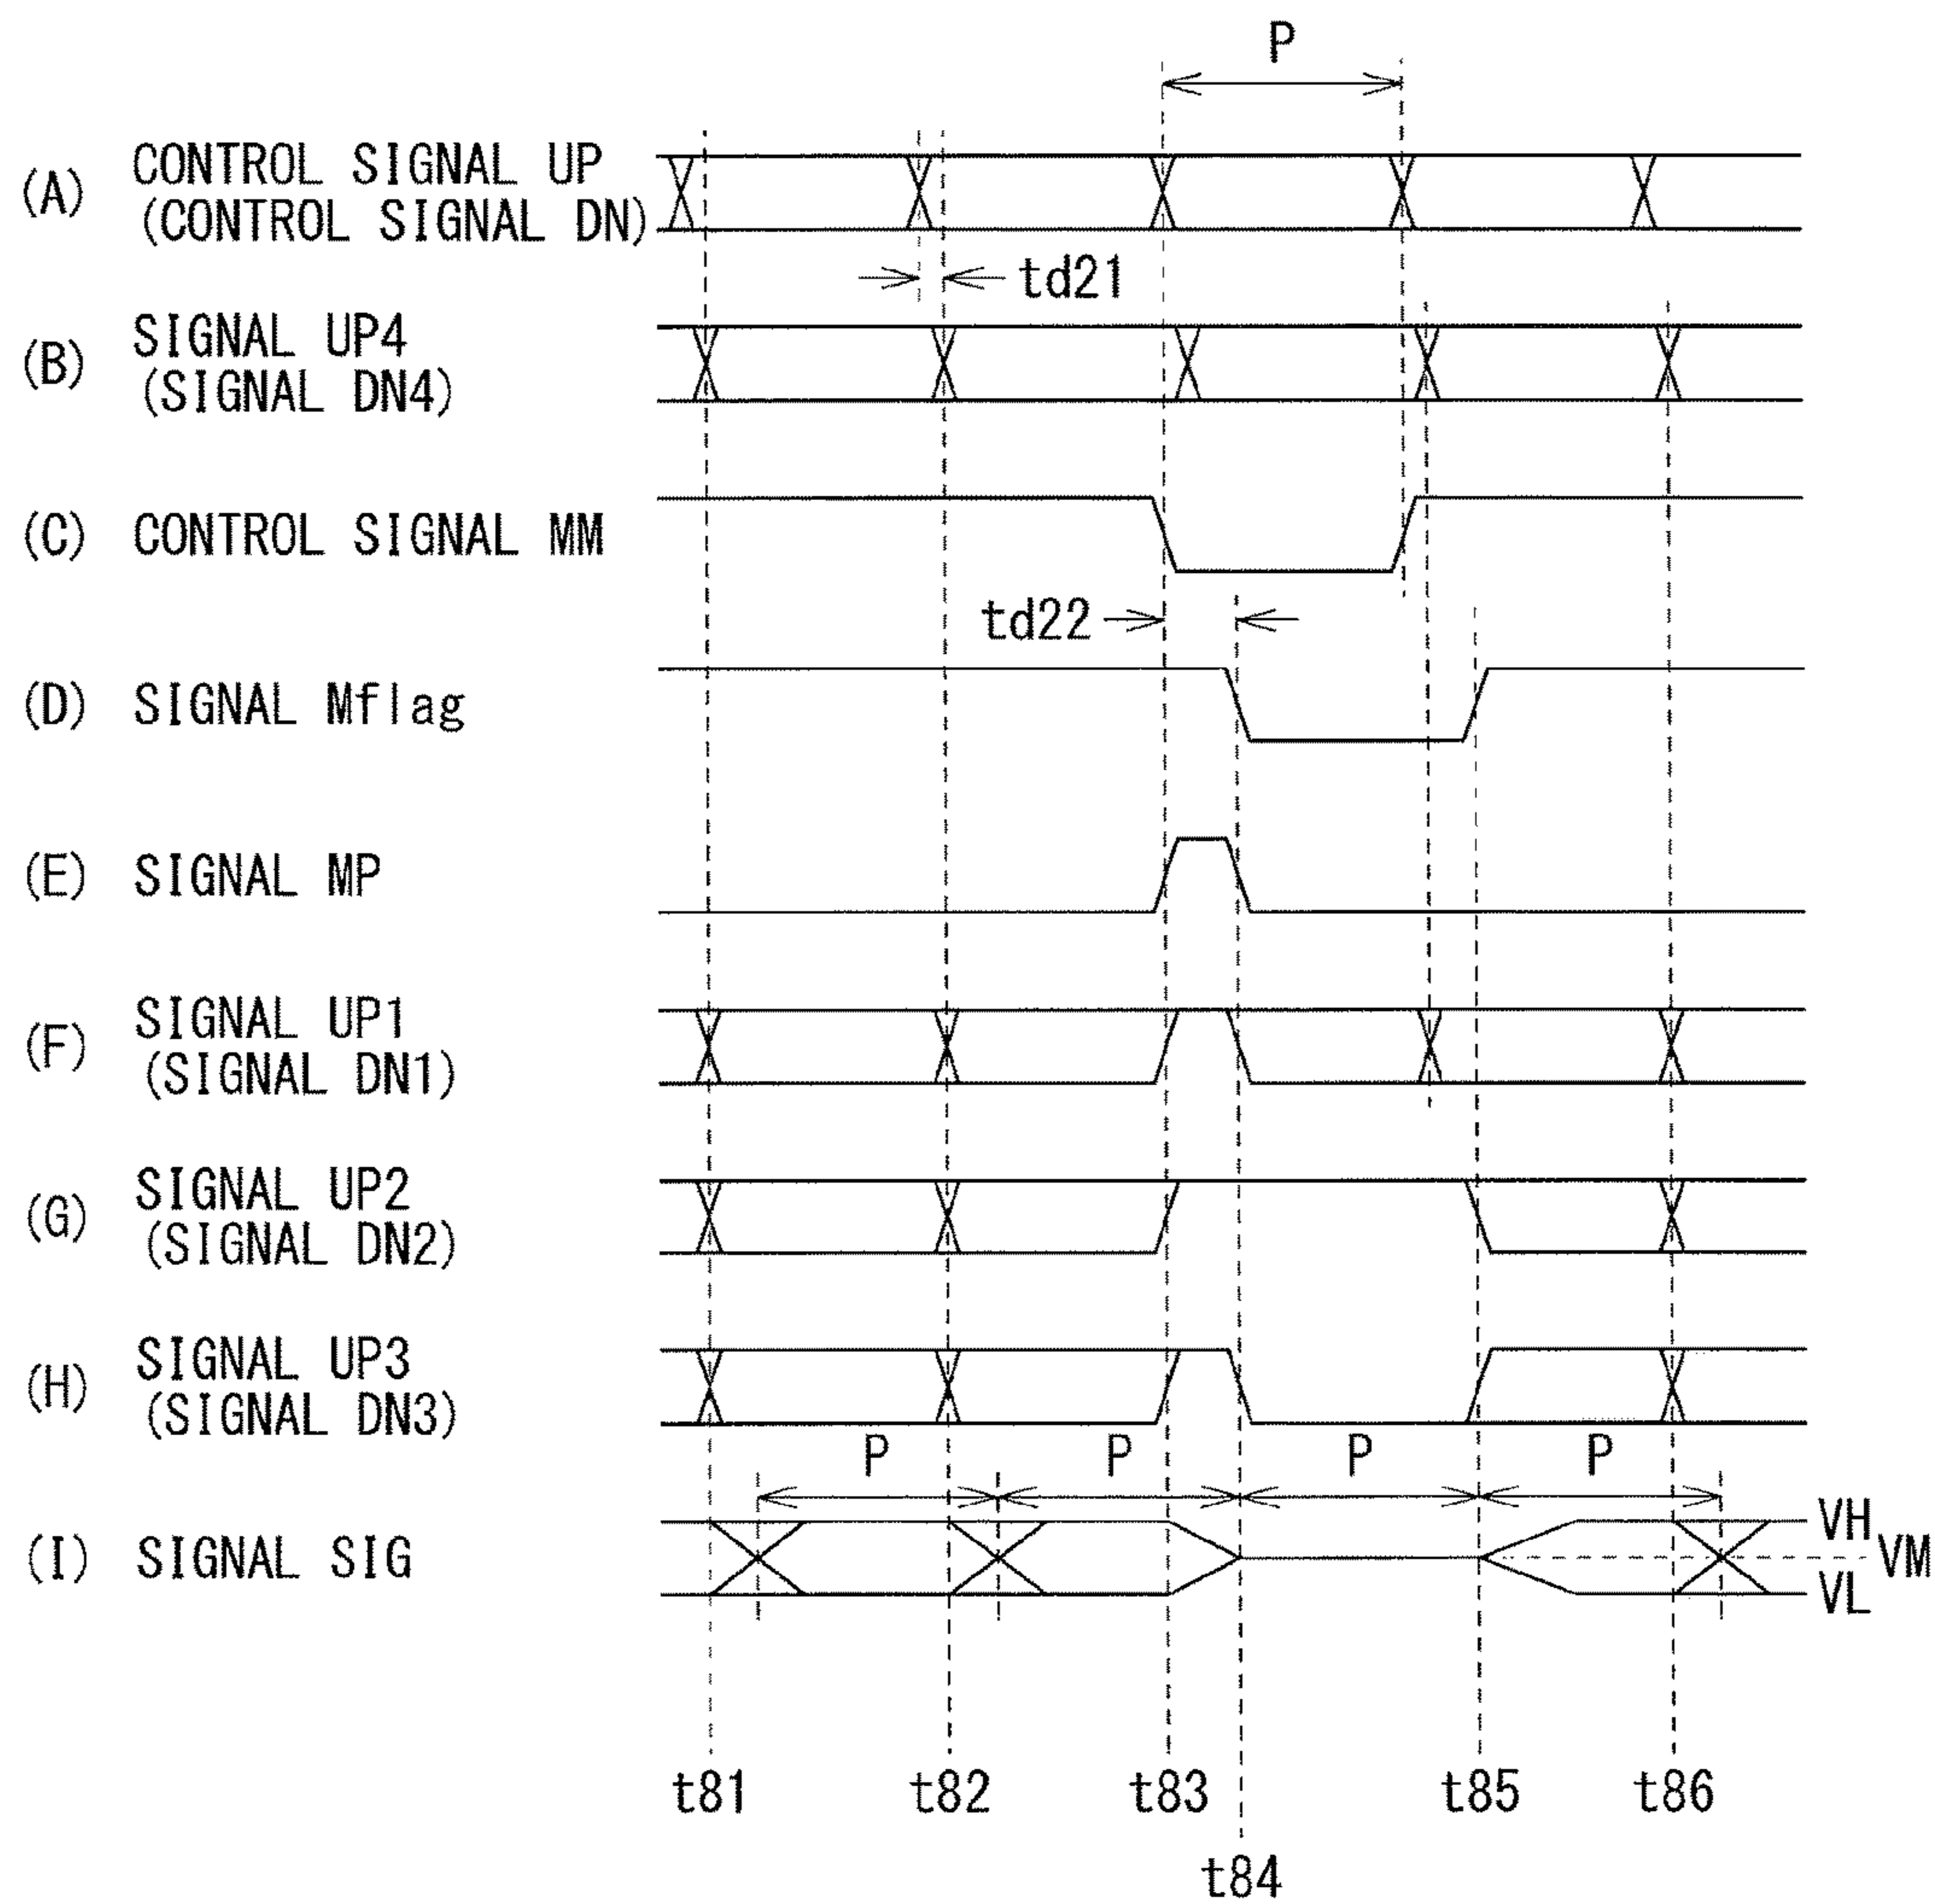 P
(A) CONTROL SIGNAL UP
(CONTROL SIGNAL DN)
td21
(B) SIGNAL UP4
(SIGNAL DN4)
(C) CONTROL SIGNAL MM
td22
(D) SIGNAL Mflag
(E) SIGNAL MP
(F) SIGNAL UP1
(SIGNAL DN1)
(G) SIGNAL UP2
(SIGNAL DN2)
(H) SIGNAL UP3
(SIGNAL DN3)
P P P P
(I) SIGNAL SIG
VH
VM
VL
t81 t82 t83 t85 t86
t84